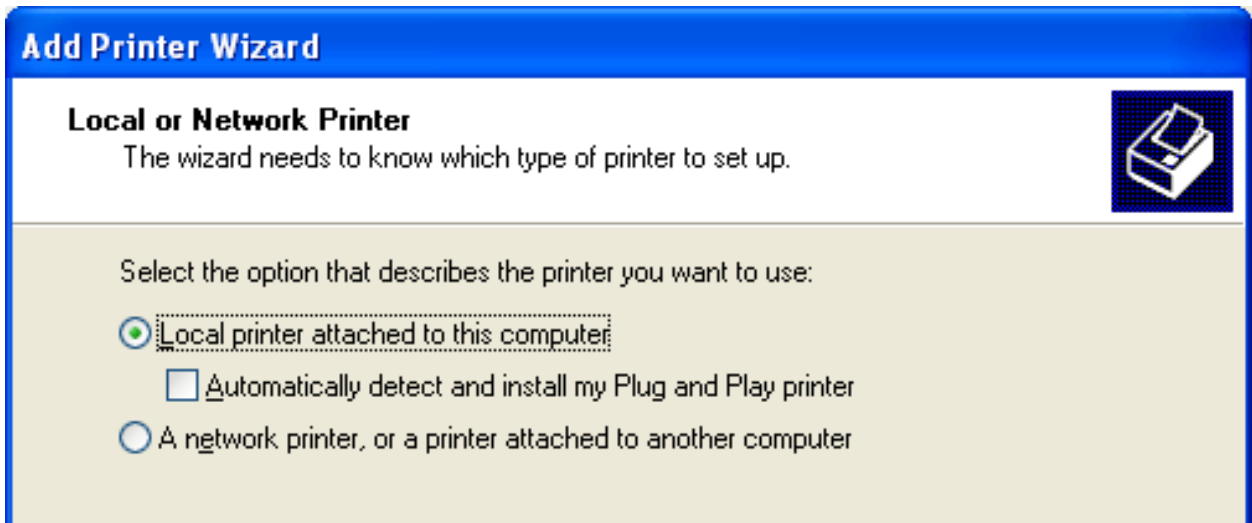 Add Printer Wizard
Local or Network Printer
The wizard needs to know which type of printer to set up.
Select the option that describes the printer you want to use:
Local printer attached to this computer
Automatically detect and install my Plug and Play printer
A network printer, or a printer attached to another computer